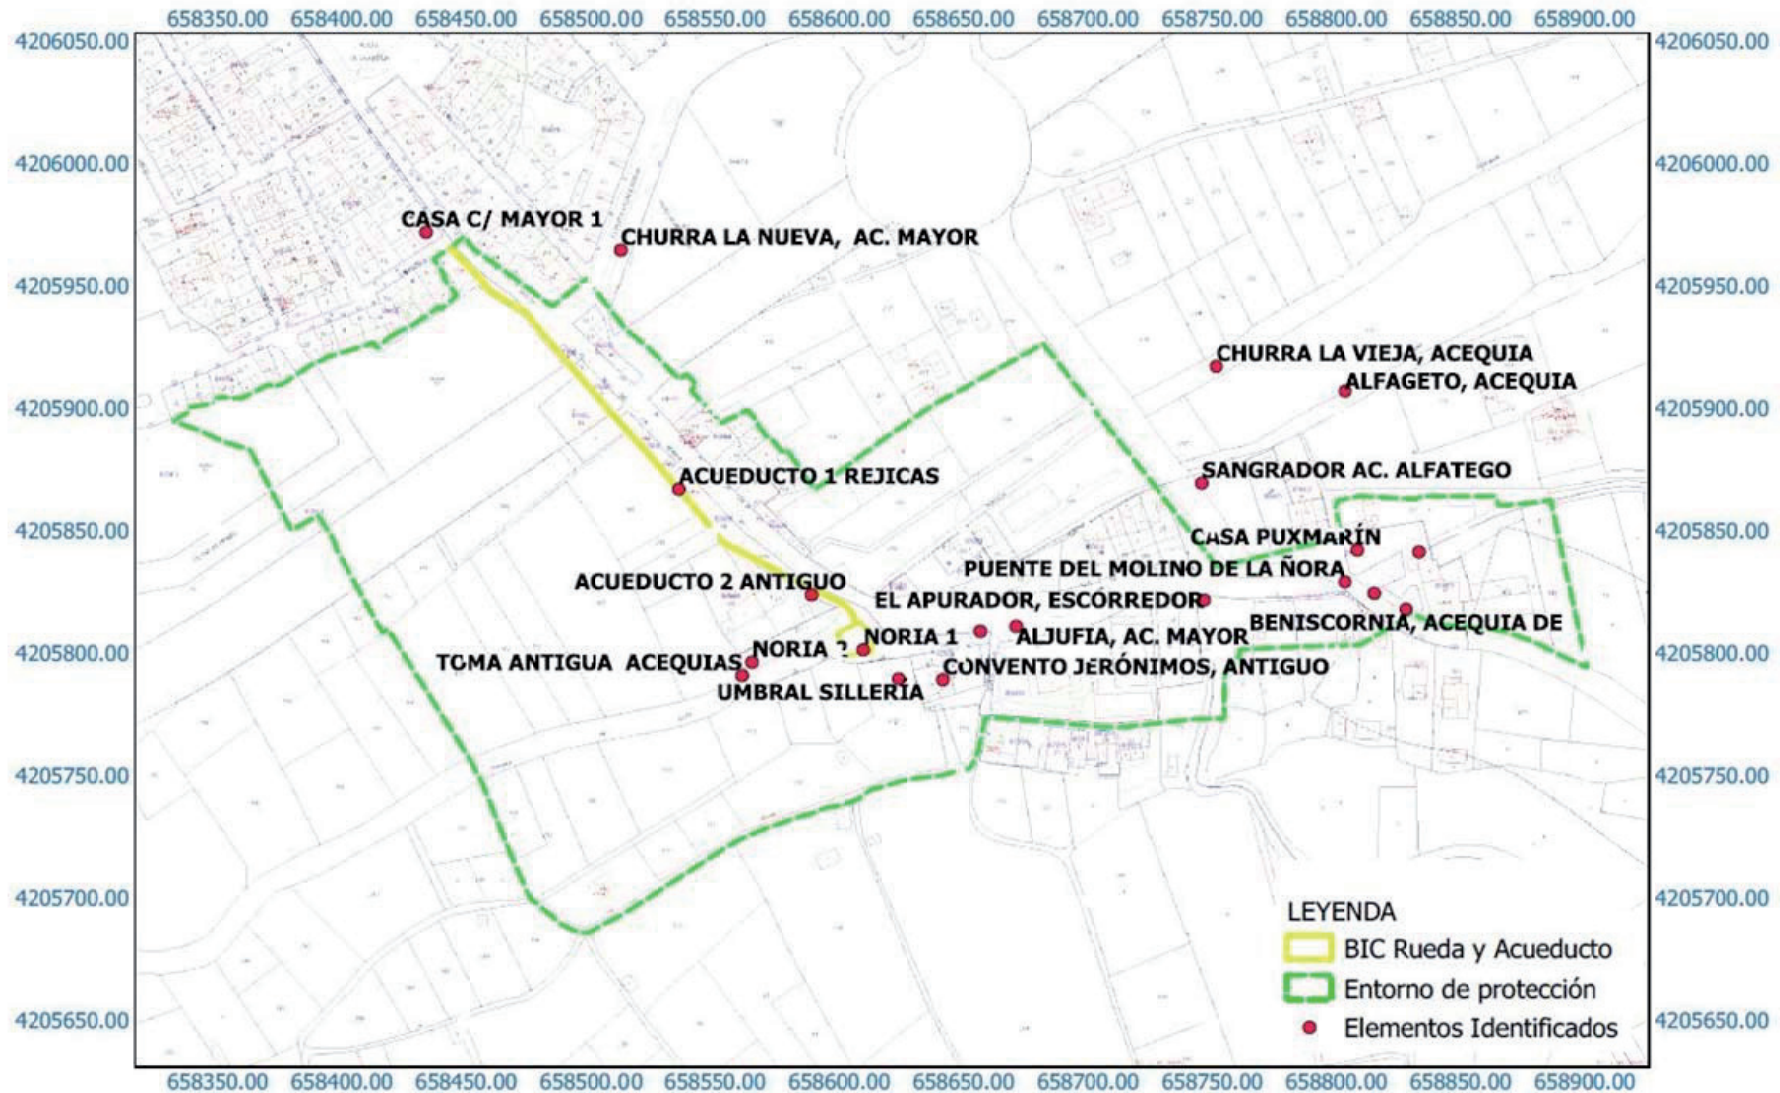 658350.00 658400.00 658450.00 658500.00 658550.00 658600.00 658650.00 658700.00 658750.00 658800.00 658850.00 658900.00
4206050.00 4206050.00
4206000.00 4206000.00
CASA C/ MAYOR 1
CHURRA LA NUEVA, AC. MAYOR
4205950.00 4205950.00
CHURRA LA VIEJA, ACEQUIA
ALFAGETO, ACEQUIA
4205900.00 4205900.00
ACUEDUCTO 1 REJICAS
SANGRADOR AC. ALFATEGO
4205850.00 4205850.00
CASA PUXMARÍN
PUENTE DEL MOLINO DE LA ÑORA
ACUEDUCTO 2 ANTIGUO
EL APURADOR, ESCORREDOR
BENISCORNIA, ACEQUIA DE
NORIA 1
ALJUFIA, AC. MAYOR
NORIA 2
4205800.00 4205800.00
TOMA ANTIGUA ACEQUIAS
CONVENTO JERÓNIMOS, ANTIGUO
UMBRAL SILLERÍA
4205750.00 4205750.00
4205700.00 4205700.00
LEYENDA
BIC Rueda y Acueducto
Entorno de protección
4205650.00 4205650.00
Elementos Identificados
658350.00 658400.00 658450.00 658500.00 658550.00 658600.00 658650.00 658700.00 658750.00 658800.00 658850.00 658900.00